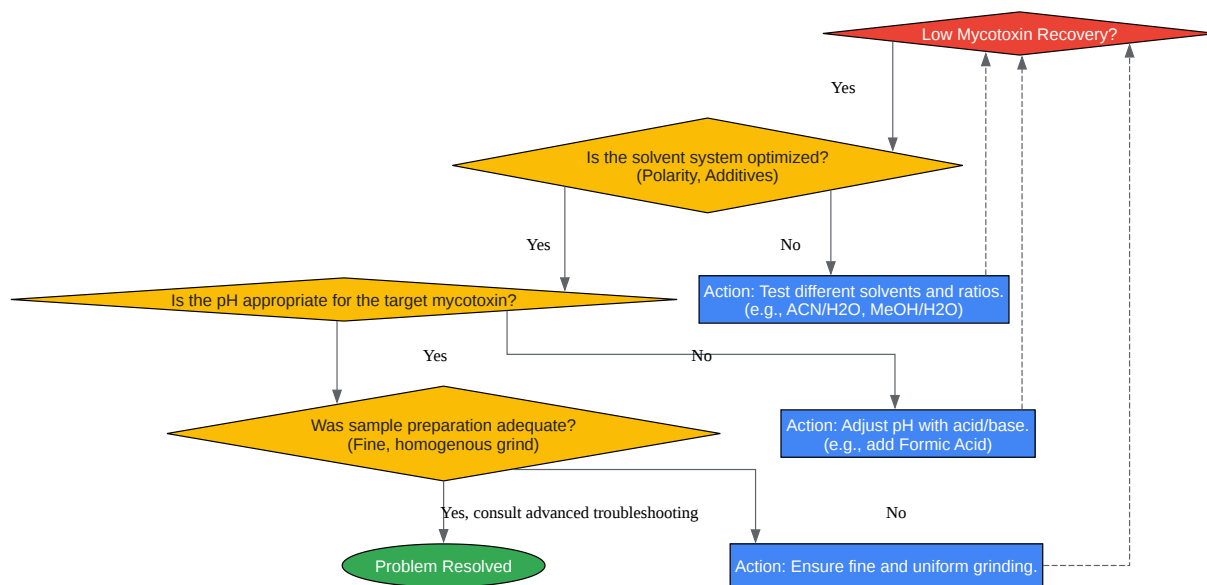 Low Mycotoxin Recovery?
Yes
Is the solvent system optimized?
(Polarity, Additives)
Yes
No
Action: Test different solvents and ratios.
(e.g., ACN/H2O, MeOH/H2O)
Is the pH appropriate for the target mycotoxin?
Yes
No
Was sample preparation adequate?
(Fine, homogenous grind)
Action: Adjust pH with acid/base.
(e.g., add Formic Acid)
Yes, consult advanced troubleshooting
No
Problem Resolved
Action: Ensure fine and uniform grinding.